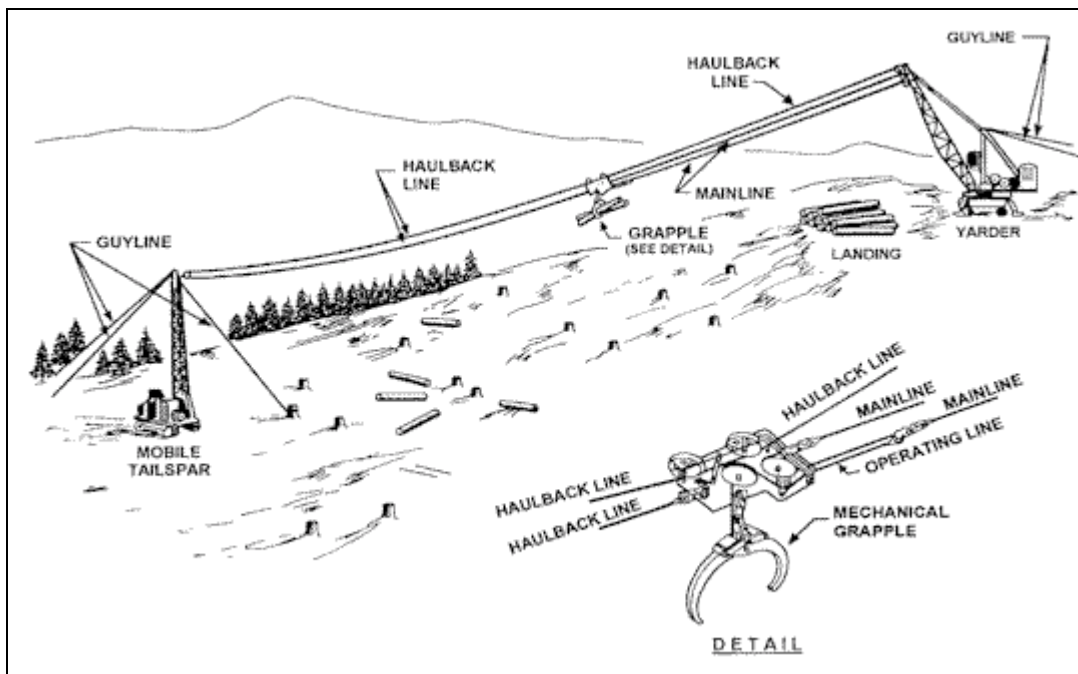 GUYLINE
HAULBACK
LINE
HAULBACK
LINE
MAINLINE
GUYLINE
GRAPPLE
(SEE DETAIL)
LANDING
YARDER
MOBILE
TAILSPAR
HAULBACK LINE
MAINLINE
MAINLINE
OPERATING LINE
HAULBACK LINE
HAULBACK LINE
MECHANICAL
GRAPPLE
DETAIL